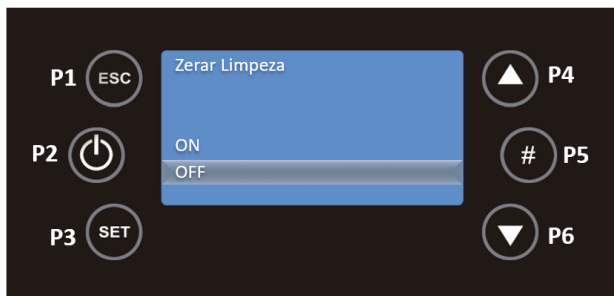 P1 ESC
Zerar Limpeza
P4
P2
ON
OFF
# P5
P3 SET
P6